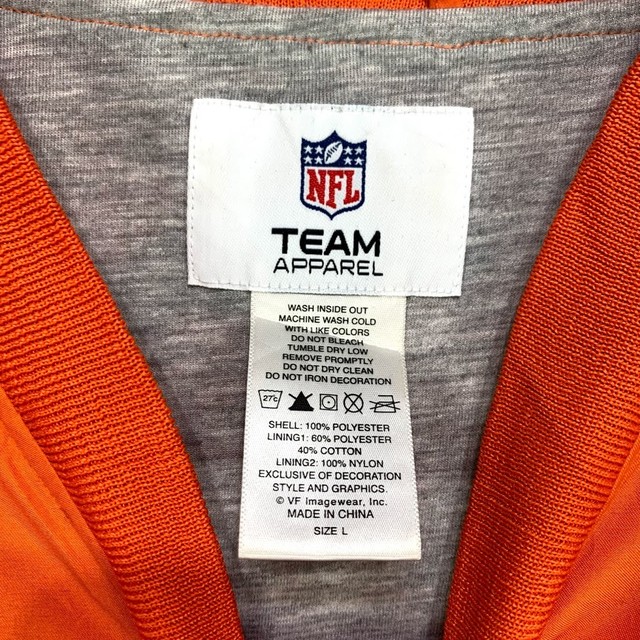 NFL
TEAM
APPAREL
WASH INSIDE OUT
MACHINE WASH COLD
WITH LIKE COLORS
DO NOT BLEACH
TUMBLE DRY LOW
REMOVE PROMPTLY
DO NOT DRY CLEAN
DO NOT IRON DECORATION
27c
SHELL: 100% POLYESTER
LINING1: 60% POLYESTER
40% COTTON
LINING2: 100% NYLON
EXCLUSIVE OF DECORATION
STYLE AND GRAPHICS.
© VF Imagewear, Inc.
MADE IN CHINA
SIZE L